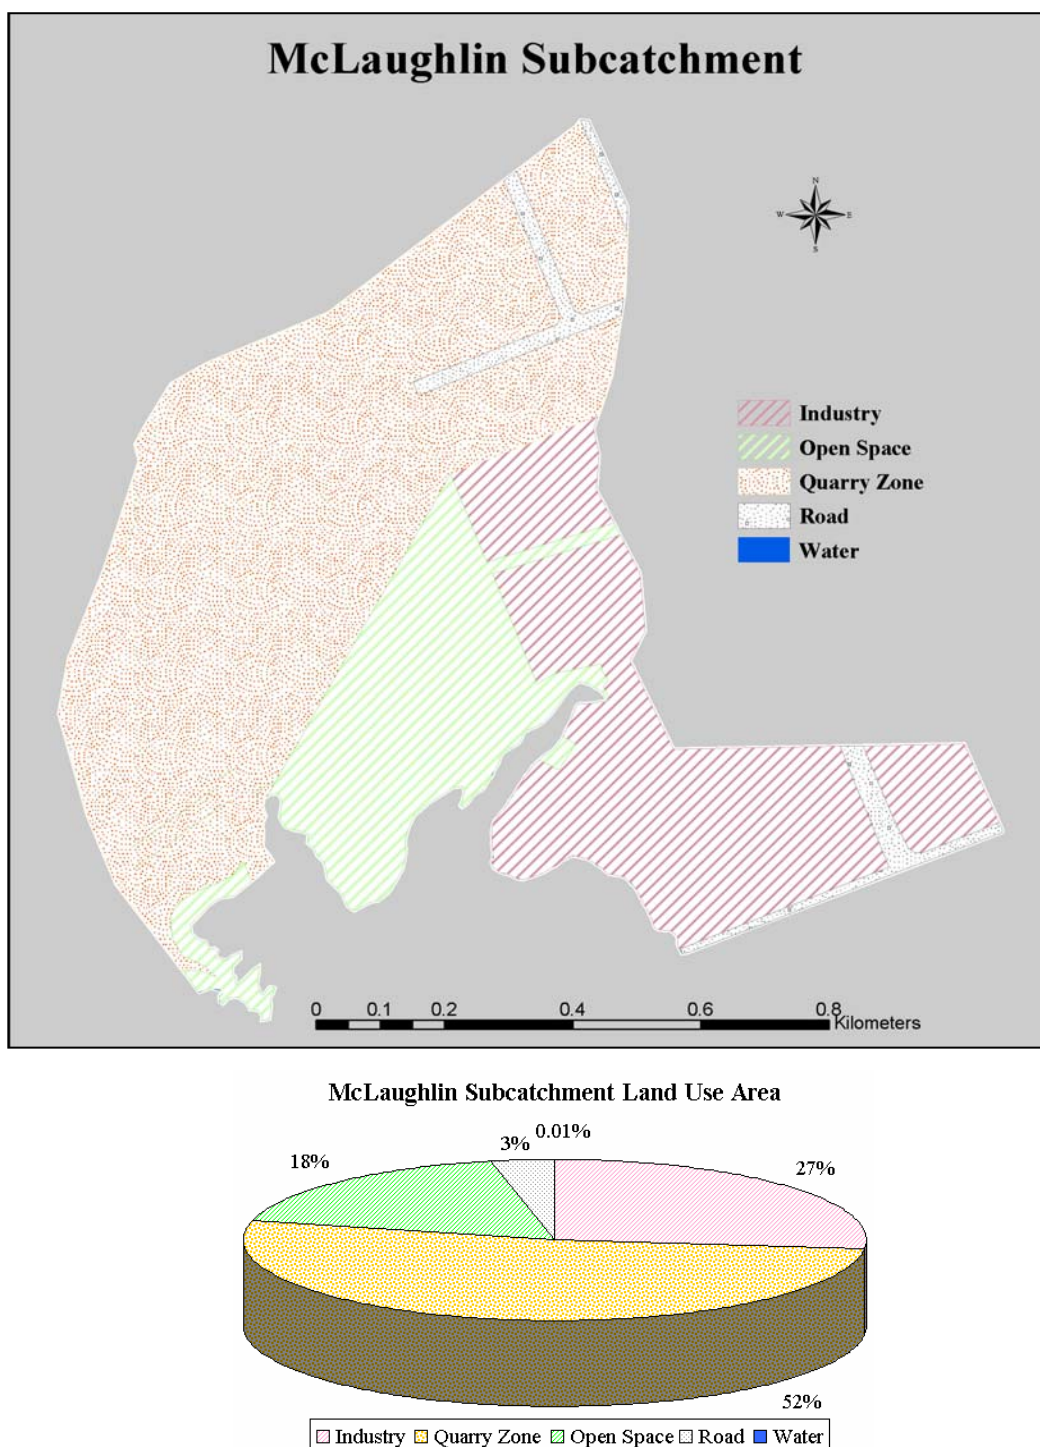 McLaughlin Subcatchment
N
W E
S
Industry
Open Space
Quarry Zone
Road
Water
0 0.1 0.2 0.4 0.6 0.8
Kilometers
McLaughlin Subcatchment Land Use Area
0.01%
3%
18%
27%
52%
Industry Quarry Zone Open Space Road Water